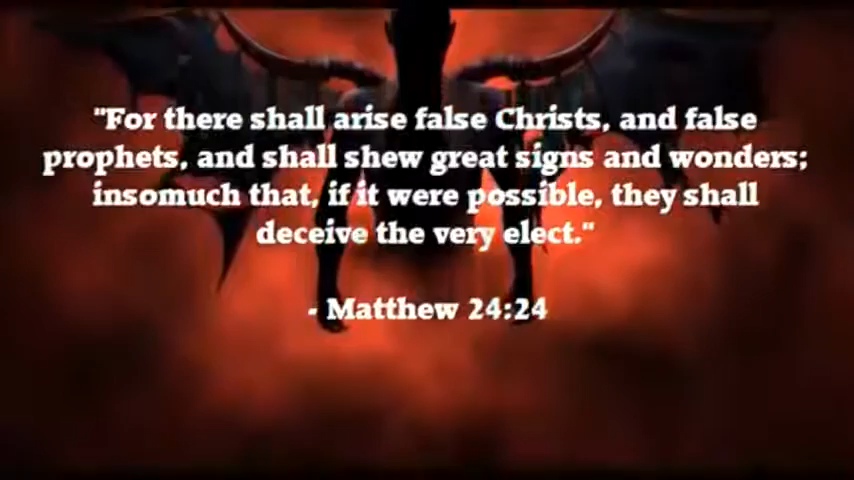 "For there shall arise false Christs, and false
prophets, and shall shew great signs and wonders;
insomuch that, if it were possible, they shall
deceive the very elect."
- Matthew 24:24